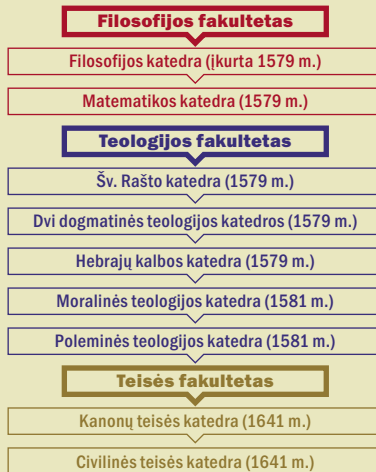 Filosofijos fakultetas
Filosofijos katedra (įkurta 1579 m.)
Matematikos katedra (1579 m.)
Teologijos fakultetas
Šv. Rašto katedra (1579 m.)
Dvi dogmatinės teologijos katedros (1579 m.)
Hebrajų kalbos katedra (1579 m.)
Moralinės teologijos katedra (1581 m.)
Poleminės teologijos katedra (1581 m.)
Teisės fakultetas
Kanonų teisės katedra (1641 m.)
Civilinės teisės katedra (1641 m.)